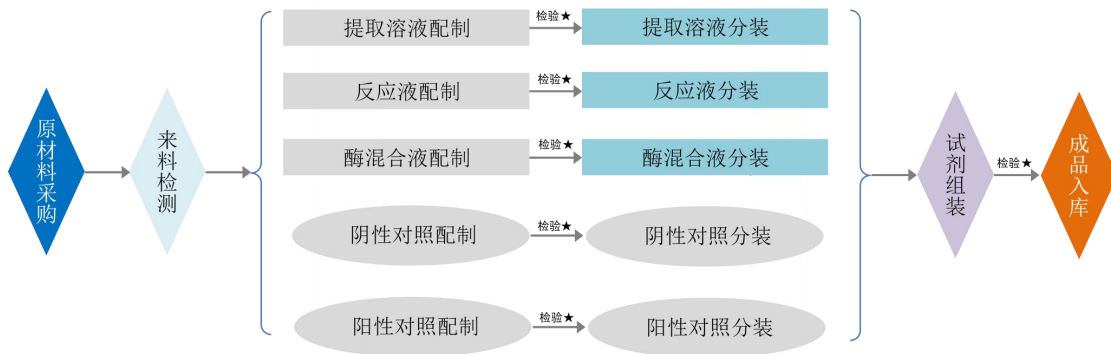 原材料采购
来料检测
提取溶液配制
检验★
提取溶液分装
反应液配制
检验★
反应液分装
酶混合液配制
检验★
酶混合液分装
阴性对照配制
检验★
阴性对照分装
阳性对照配制
检验★
阳性对照分装
试剂组装
检验★
成品入库